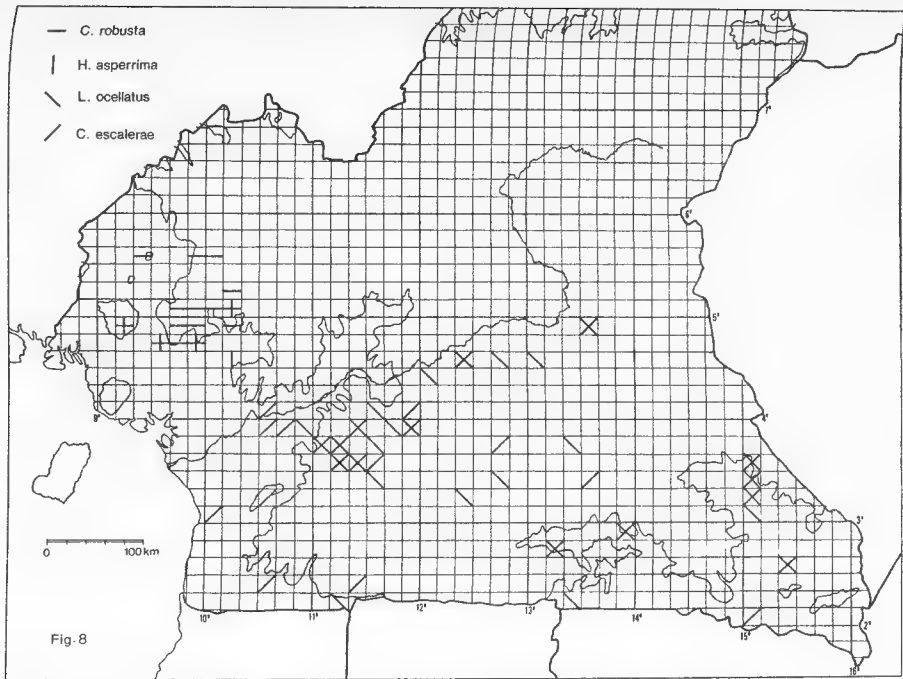 — C. robusta
| H. asperrima
\ L. ocellatus
/ C. escalerae
7°
6°
5°
4°
9°
3°
0 100 km
10° 11° 12° 13° 14° 15° 2°
16°
Fig-8